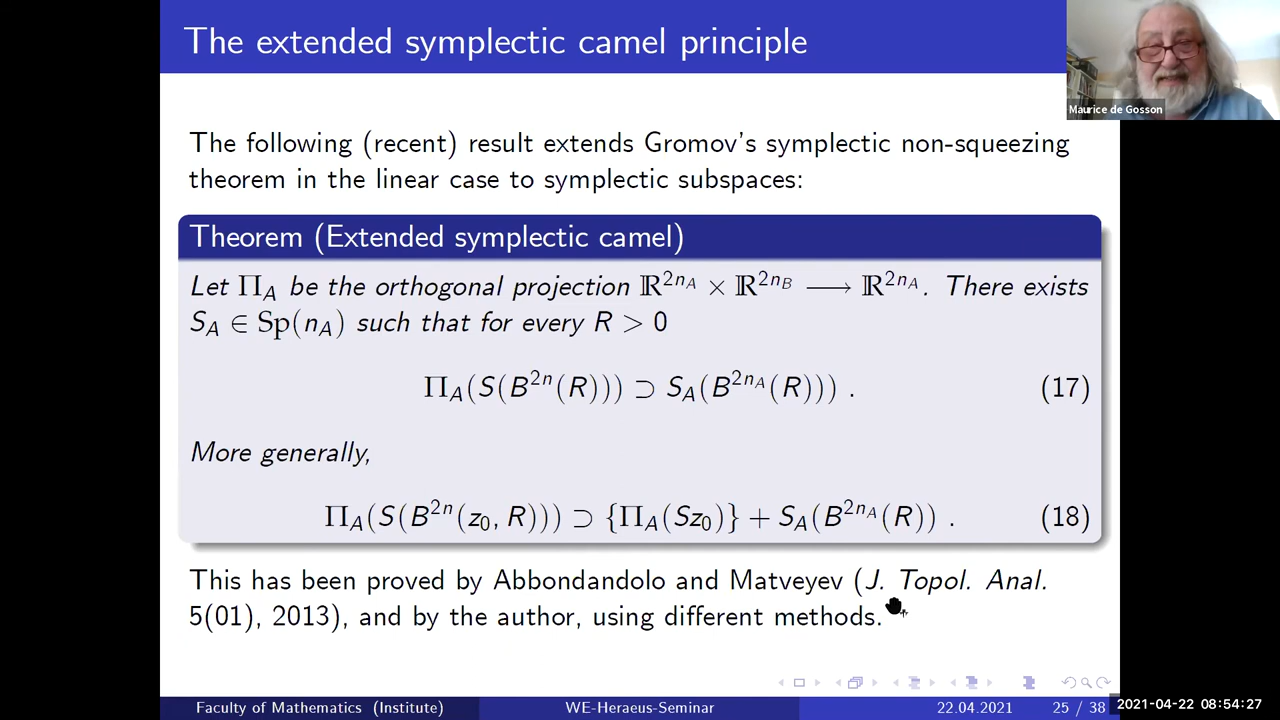 The extended symplectic camel principle
Maurice de Gosson
The following (recent) result extends Gromov's symplectic non-squeezing
theorem in the linear case to symplectic subspaces:
Theorem (Extended symplectic camel)
Let Π_A be the orthogonal projection ℝ^{2n_A} × ℝ^{2n_B} ⟶ ℝ^{2n_A}. There exists
S_A ∈ Sp(n_A) such that for every R > 0
Π_A(S(B^{2n}(R))) ⊃ S_A(B^{2n_A}(R))) . (17)
More generally,
Π_A(S(B^{2n}(z_0, R))) ⊃ {Π_A(Sz_0)} + S_A(B^{2n_A}(R)) . (18)
This has been proved by Abbondandolo and Matveyev (J. Topol. Anal.
5(01), 2013), and by the author, using different methods.
Faculty of Mathematics (Institute) WE-Heraeus-Seminar 22.04.2021 25 / 38
2021-04-22 08:54:27